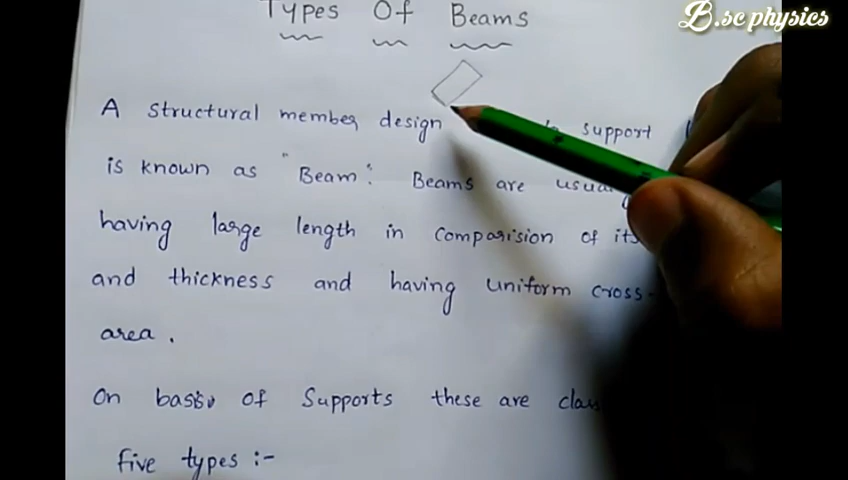 B.sc physics
Types Of Beams
A structural member design support
is known as "Beam". Beams are
having large length in comparision of its
and thickness and having uniform cross-
area.
On basis of Supports these are
five types :-